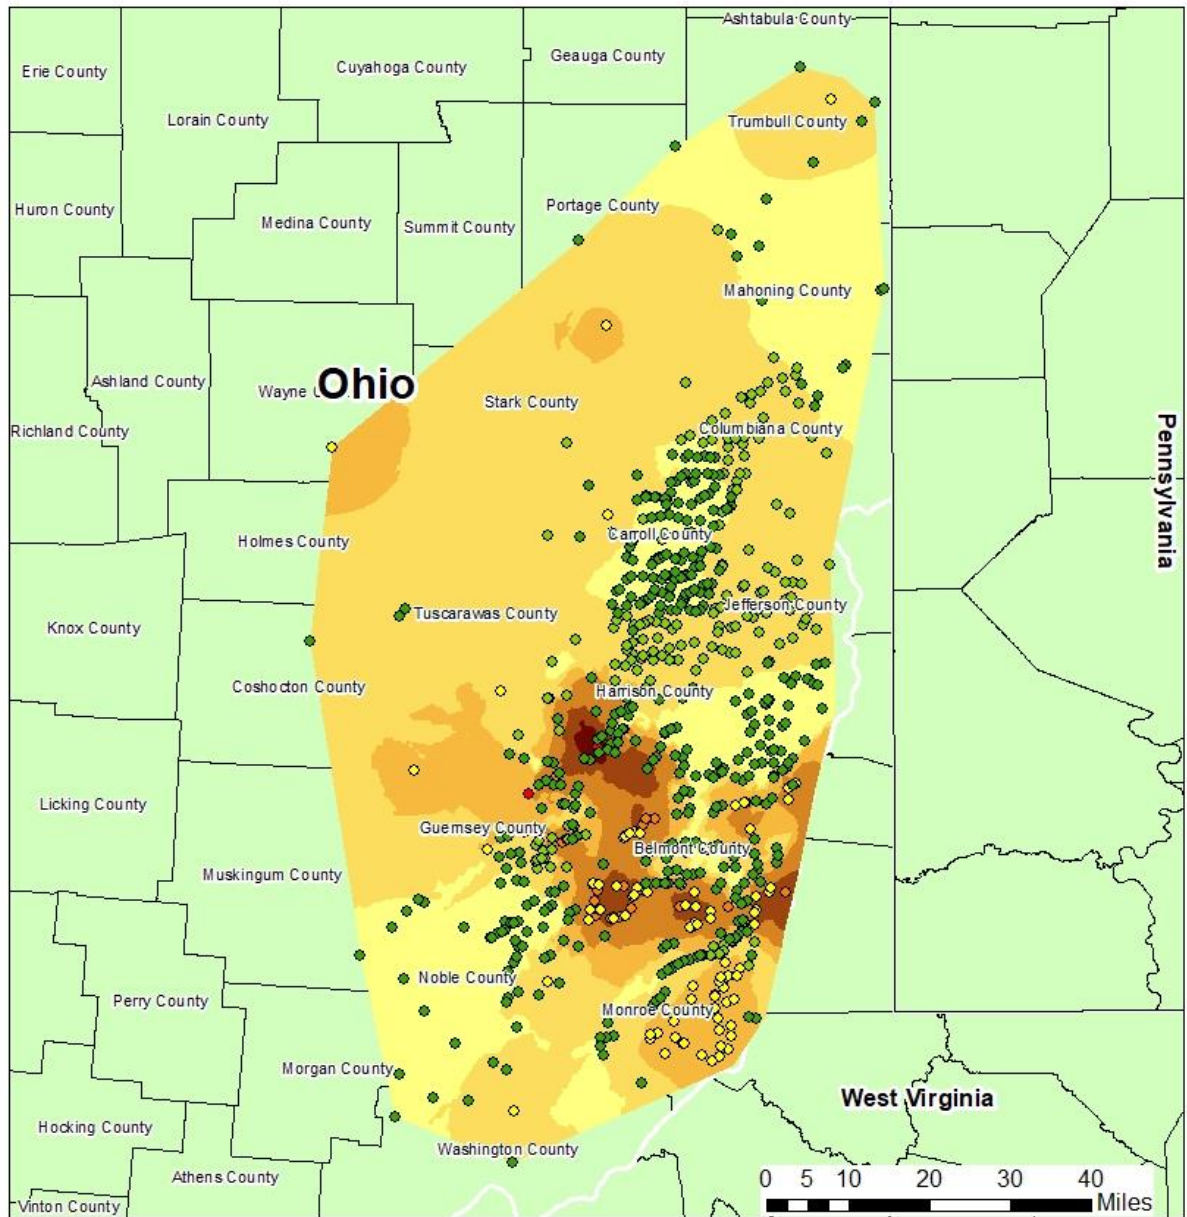 Ashtabula County
Geauga County
Cuyahoga County
Erie County
Lorain County
Trumbull County
Portage County
Huron County
Medina County
Summit County
Mahoning County
Ohio
Ashland County
Wayne
Stark County
Richland County
Columbiana County
Pennsylvania
Carroll County
Holmes County
Jefferson County
Tuscarawas County
Knox County
Coshocton County
Harrison County
Licking County
Guernsey County
Belmont County
Muskingum County
Noble County
Perry County
Monroe County
Morgan County
West Virginia
Hocking County
Washington County
Athens County
0 5 10 20 30 40
Miles
Vinton County